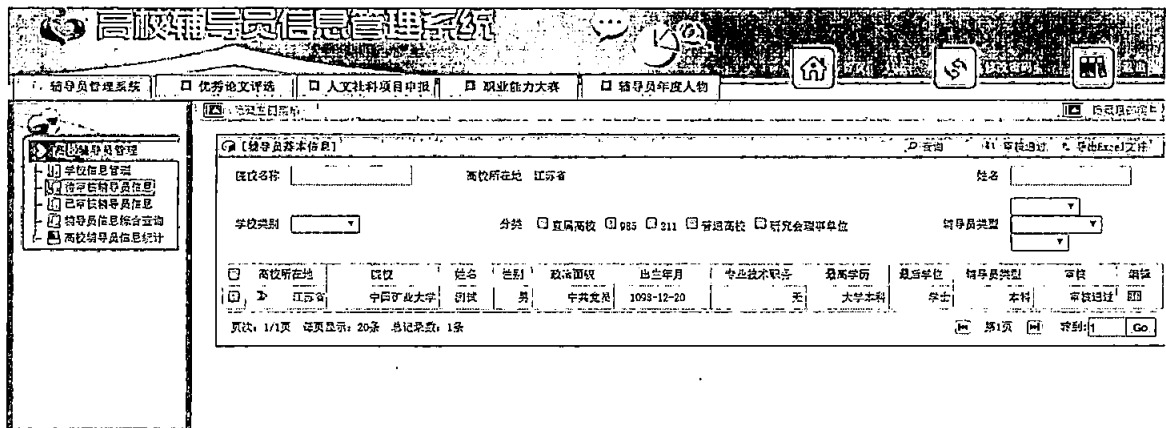 高校辅导员信息管理系统
辅导员管理系统 优秀论文评选 人文社科项目申报 职业能力大赛 辅导员年度人物
高校辅导员管理
学校信息管理
待审核辅导员信息
已审核辅导员信息
辅导员信息综合查询
高校辅导员信息统计
【辅导员基本信息】 查询 审核通过 导出Excel文件
院校名称 高校所在地 江苏省 姓名
学校类别 分类 直属高校 985 211 普通高校 研究会理事单位 辅导员类型
高校所在地 院校 姓名 性别 政治面貌 出生年月 专业技术职务 最高学历 最高学位 辅导员类型 审核 编辑
江苏省 中国矿业大学 测试 男 中共党员 1093-12-20 无 大学本科 学士 本科 审核通过
页次：1/1页 每页显示：20条 总记录数：1条 第1页 转到:1 Go